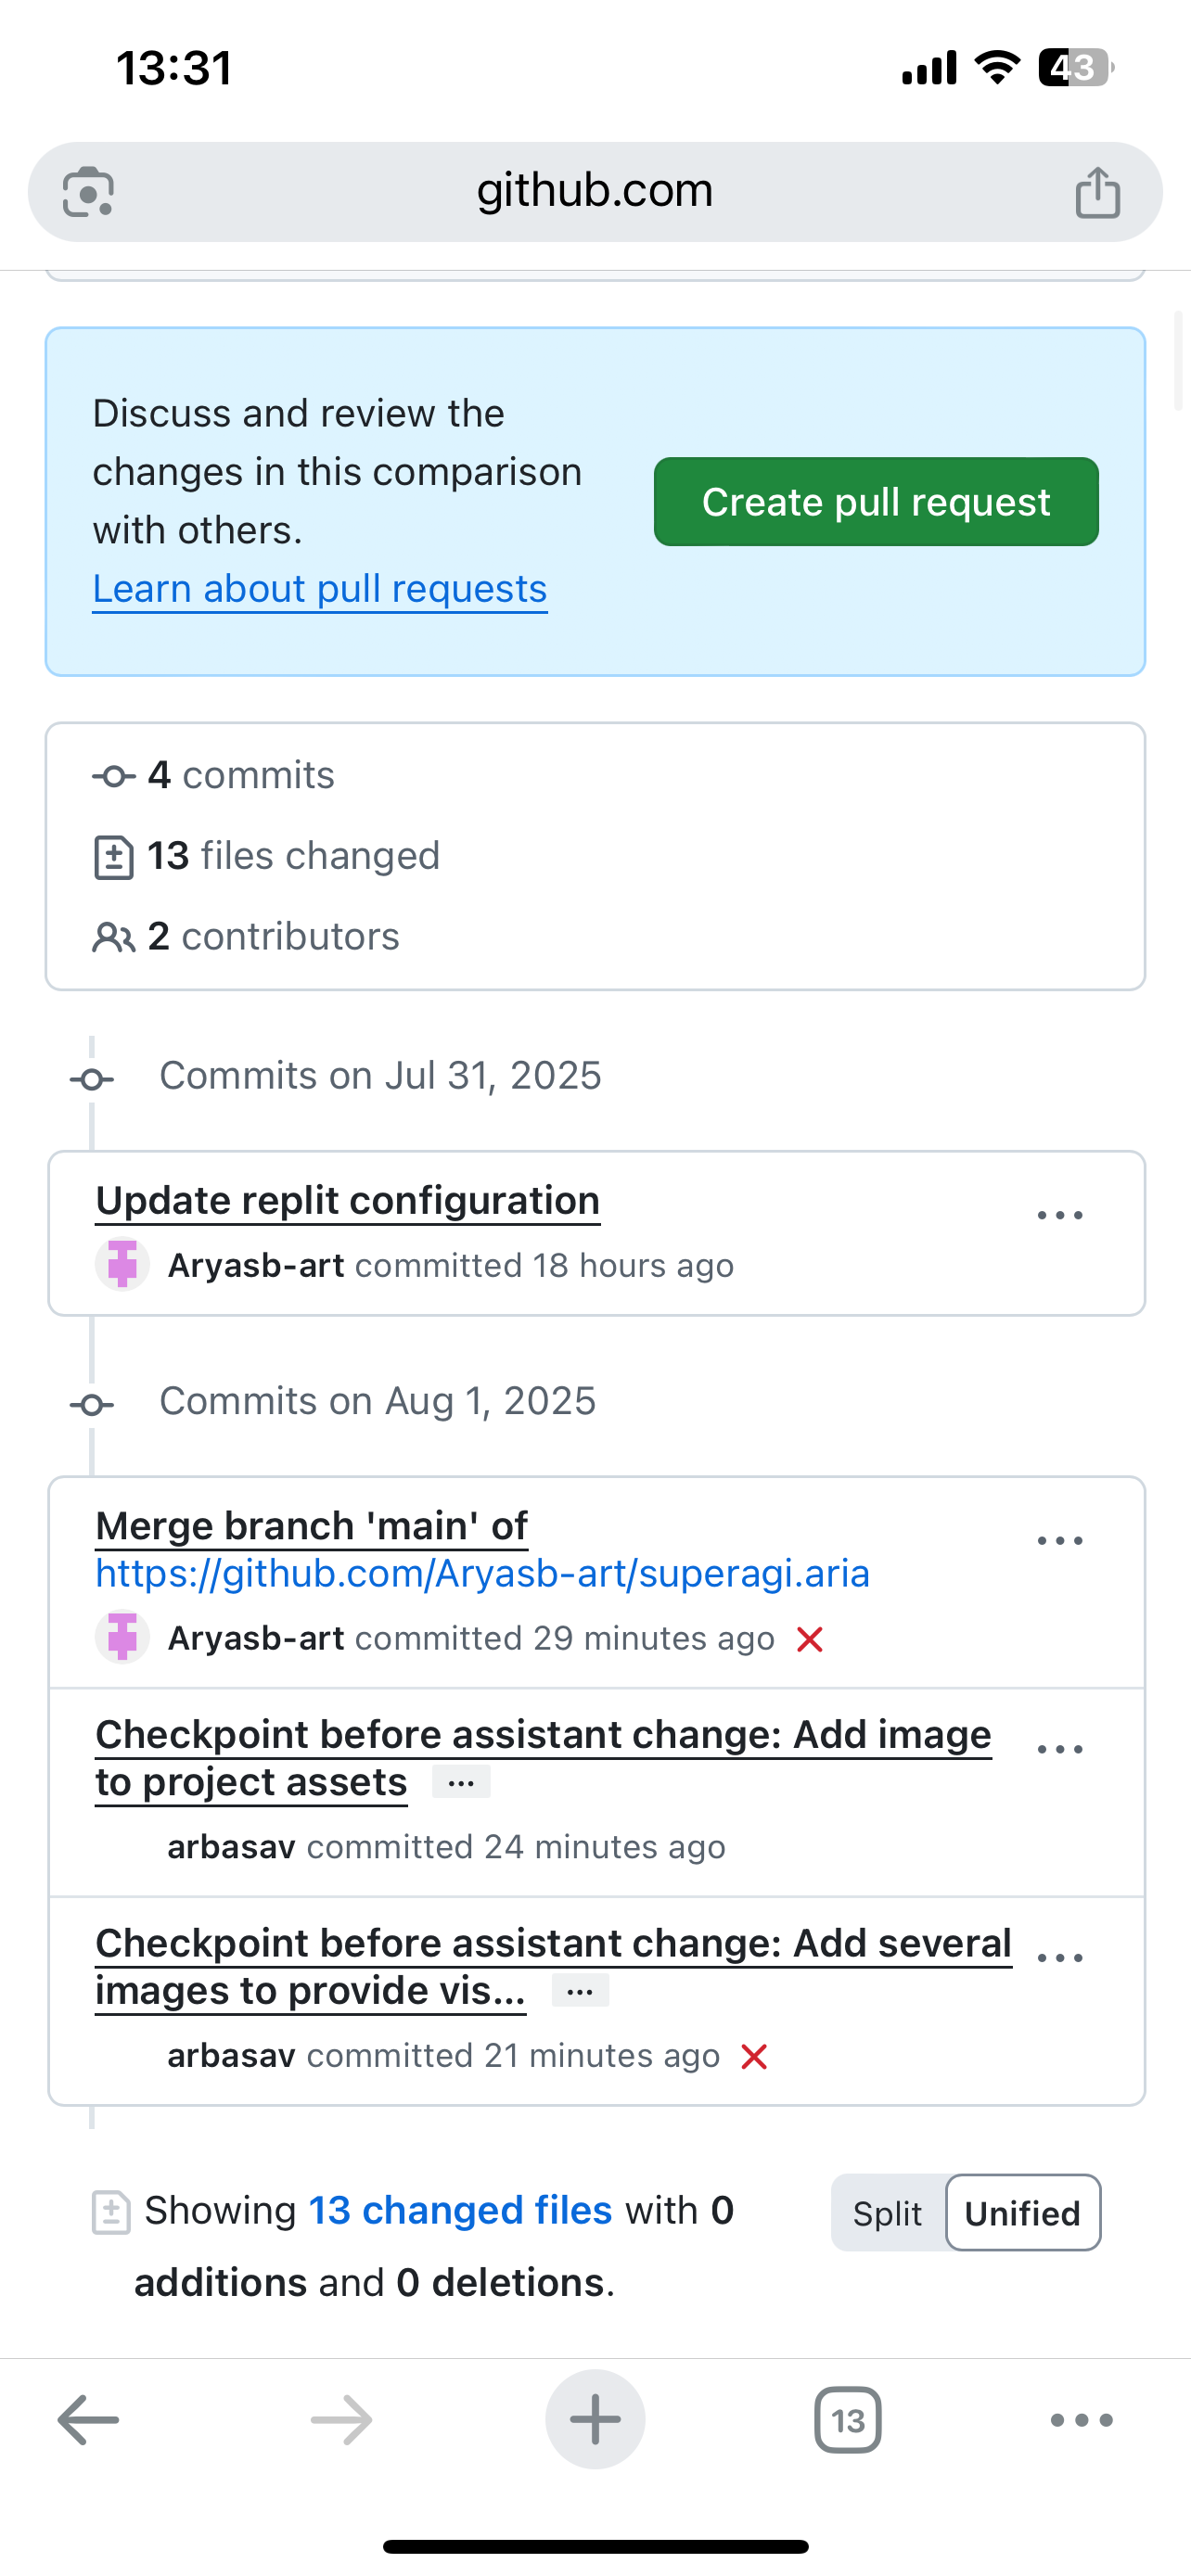 13:31
43
github.com
Discuss and review the
changes in this comparison
with others.
Learn about pull requests
Create pull request
4 commits
13 files changed
2 contributors
Commits on Jul 31, 2025
Update replit configuration
...
Aryasb-art committed 18 hours ago
Commits on Aug 1, 2025
Merge branch 'main' of
...
https://github.com/Aryasb-art/superagi.aria
Aryasb-art committed 29 minutes ago
Checkpoint before assistant change: Add image
...
to project assets ...
arbasav committed 24 minutes ago
Checkpoint before assistant change: Add several
...
images to provide vis... ...
arbasav committed 21 minutes ago
Showing 13 changed files with 0
additions and 0 deletions.
Split Unified
13